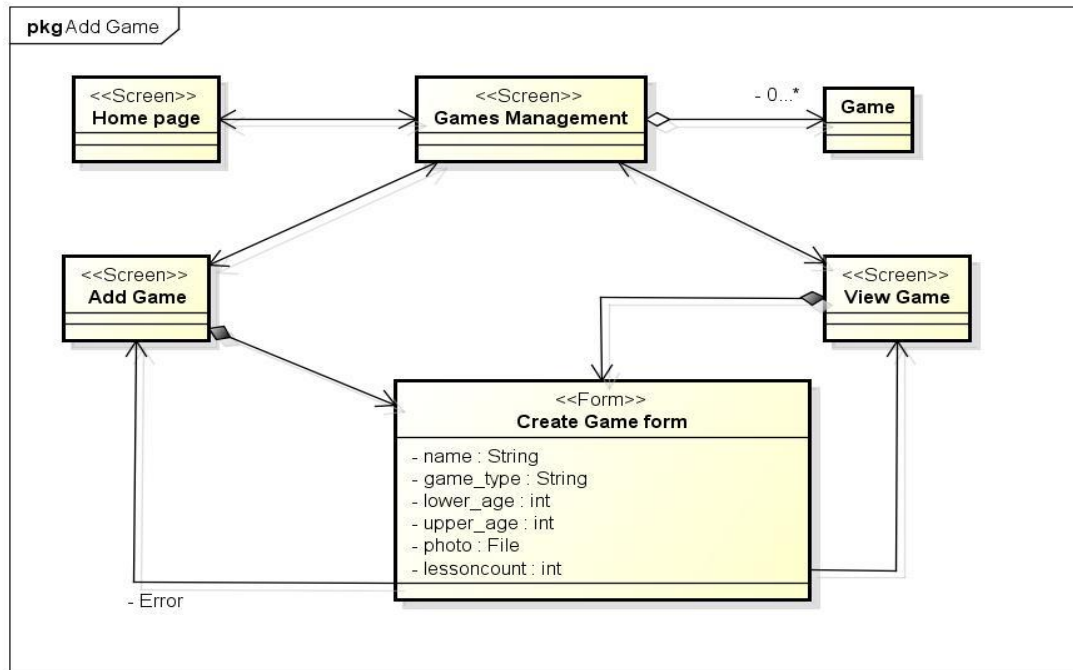 pkg Add Game
<<Screen>>
Home page
<<Screen>>
Games Management
- 0...*
Game
<<Screen>>
Add Game
<<Screen>>
View Game
<<Form>>
Create Game form
- name : String
- game_type : String
- lower_age : int
- upper_age : int
- photo : File
- lessoncount : int
- Error